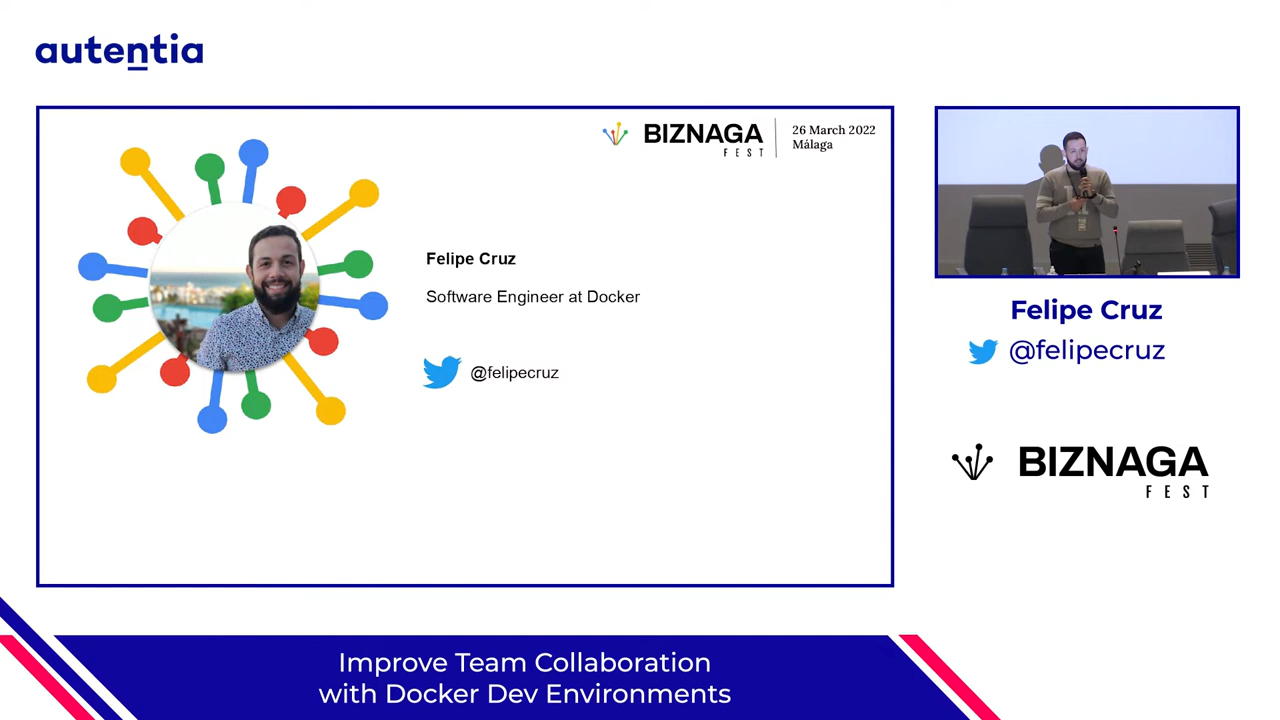 autentia
BIZNAGA
FEST
26 March 2022
Málaga
Felipe Cruz
Software Engineer at Docker
@felipecruz
Felipe Cruz
@felipecruz
BIZNAGA
FEST
Improve Team Collaboration
with Docker Dev Environments